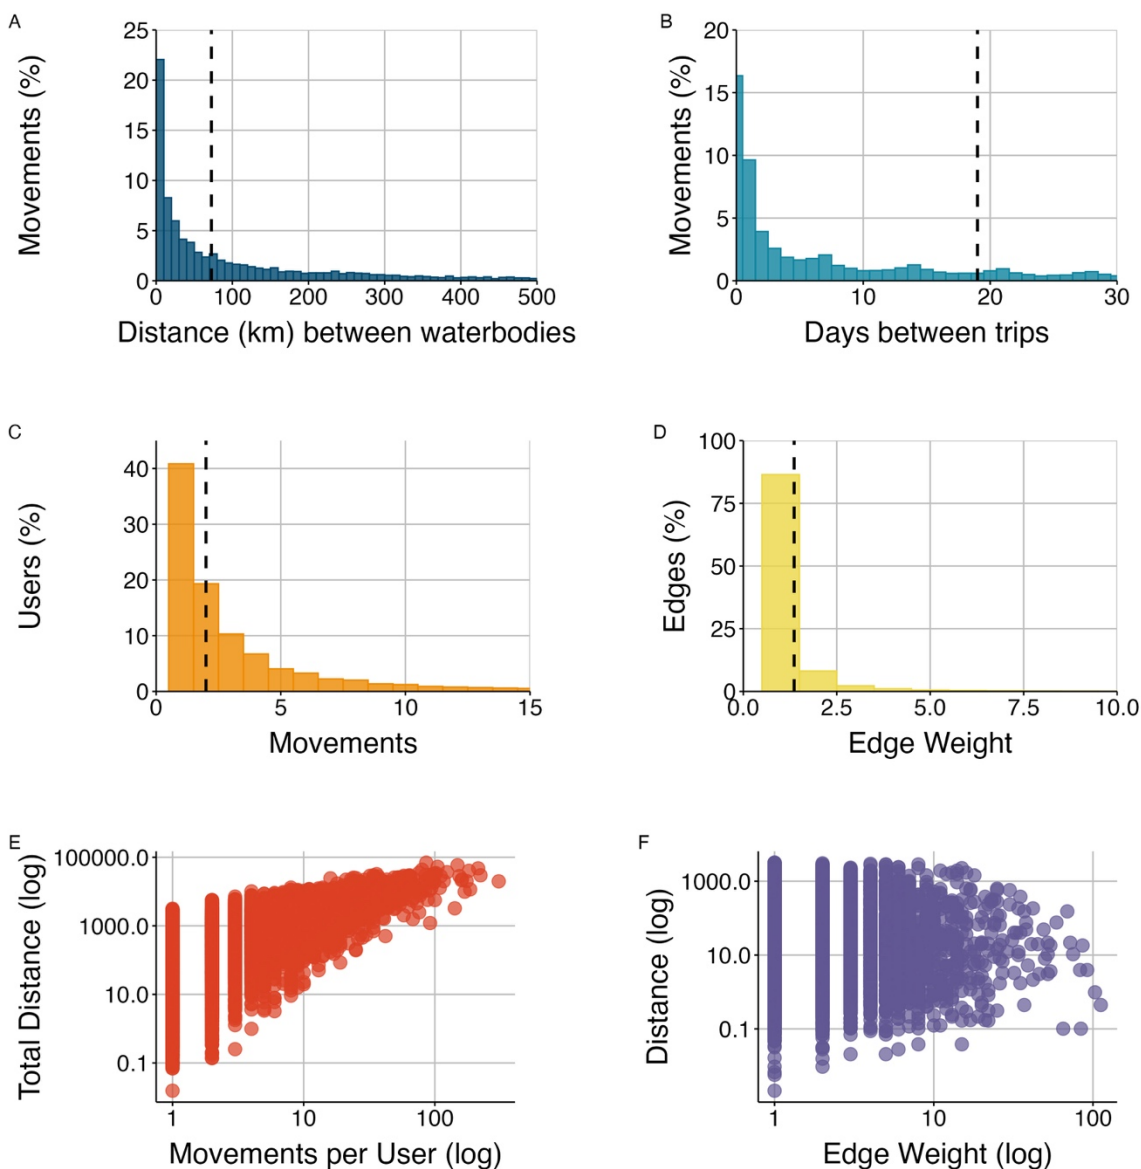 A
Movements (%)
25
20
15
10
5
0
0 100 200 300 400 500
Distance (km) between waterbodies
B
Movements (%)
20
15
10
5
0
0 10 20 30
Days between trips
C
Users (%)
40
30
20
10
0
0 5 10 15
Movements
D
Edges (%)
100
75
50
25
0
0.0 2.5 5.0 7.5 10.0
Edge Weight
E
Total Distance (log)
100000.0
1000.0
10.0
0.1
1 10 100
Movements per User (log)
F
Distance (log)
1000.0
10.0
0.1
1 10 100
Edge Weight (log)